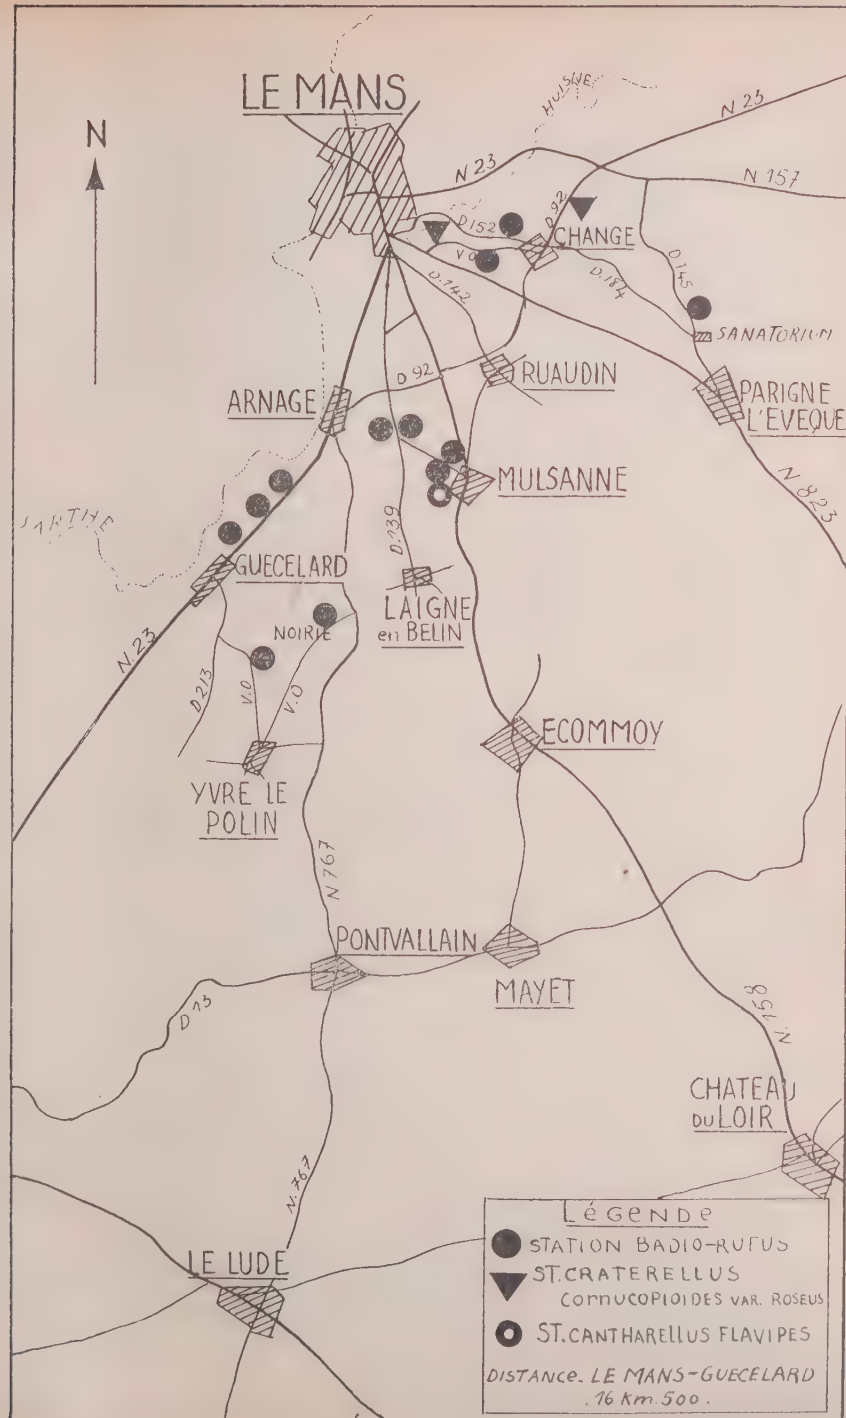 LE MANS
HUISNE
N 23
N
N 23
N 157
D 92
D152
CHANGE
V O
D.142
D.184
D 145
SANATORIUM
D 92
RUAUDIN
ARNAGE
PARIGNE
L'EVEQUE
MULSANNE
N 823
SARTHE
D.139
GUECELARD
LAIGNE
en BELIN
NOIRIE
N.23
D213
V.O
V.O
ECOMMOY
YVRE LE
POLIN
N 767
PONTVALLAIN
MAYET
D 13
N.158
CHATEAU
DU LOIR
N.767
LE LUDE
LéGeNDe
STATION BADIO-RUFUS
ST.CRATERELLUS
CORNUCOPIOIDES VAR. ROSEUS
ST.CANTHARELLUS FLAVIPES
DISTANCE. LE MANS-GUECELARD
.16 Km.500.